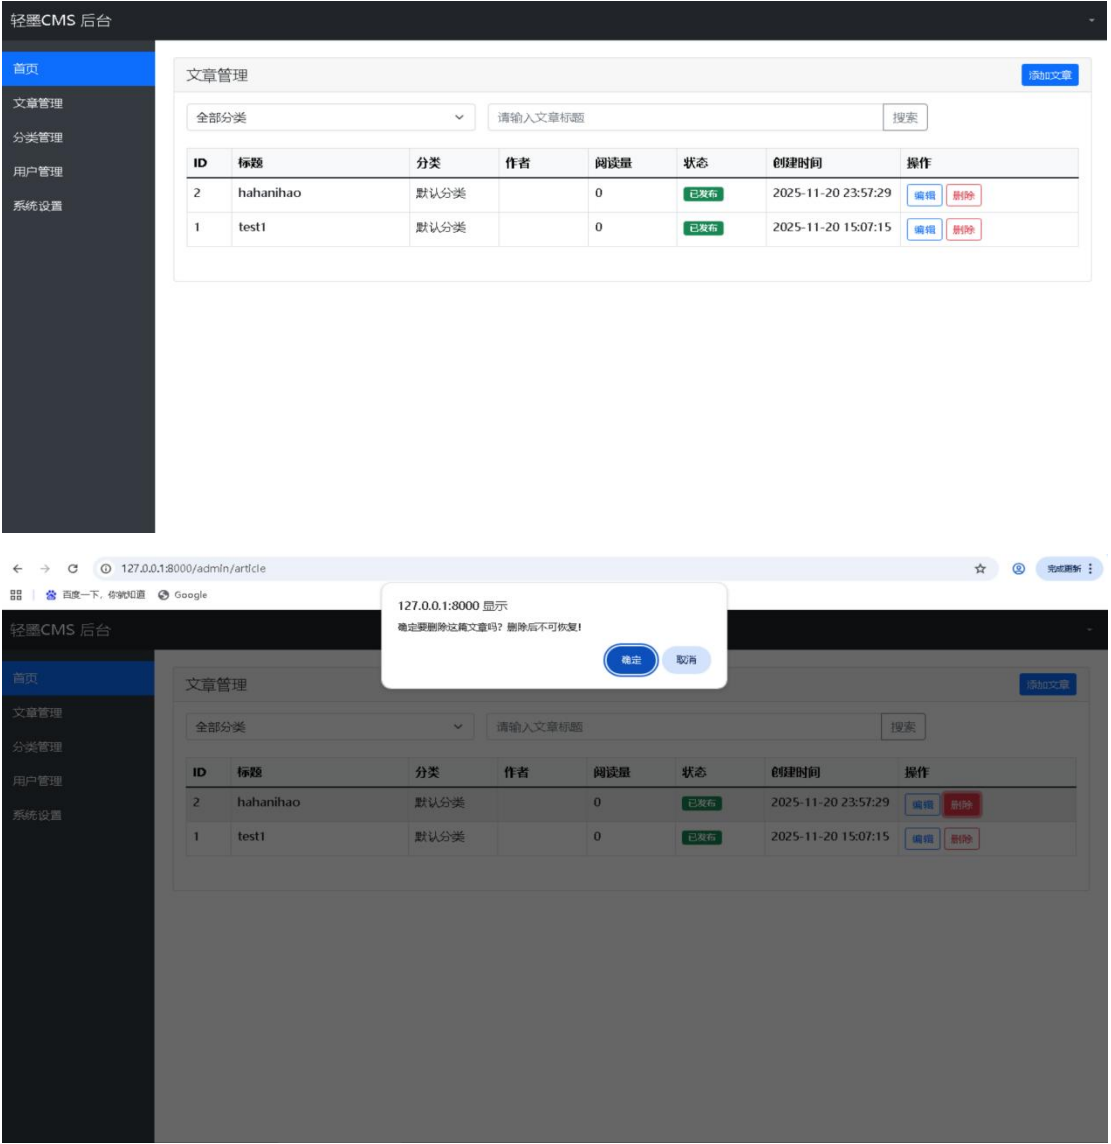 轻墨CMS 后台
首页
文章管理
分类管理
用户管理
系统设置
文章管理 添加文章
全部分类 请输入文章标题 搜索
ID 标题 分类 作者 阅读量 状态 创建时间 操作
2 hahanihao 默认分类 0 已发布 2025-11-20 23:57:29 编辑 删除
1 test1 默认分类 0 已发布 2025-11-20 15:07:15 编辑 删除
127.0.0.1:8000/admin/article 完成更新
百度一下，你就知道 Google
127.0.0.1:8000 显示
确定要删除这篇文章吗？删除后不可恢复！
确定 取消
轻墨CMS 后台
首页
文章管理
分类管理
用户管理
系统设置
文章管理 添加文章
全部分类 请输入文章标题 搜索
ID 标题 分类 作者 阅读量 状态 创建时间 操作
2 hahanihao 默认分类 0 已发布 2025-11-20 23:57:29 编辑 删除
1 test1 默认分类 0 已发布 2025-11-20 15:07:15 编辑 删除